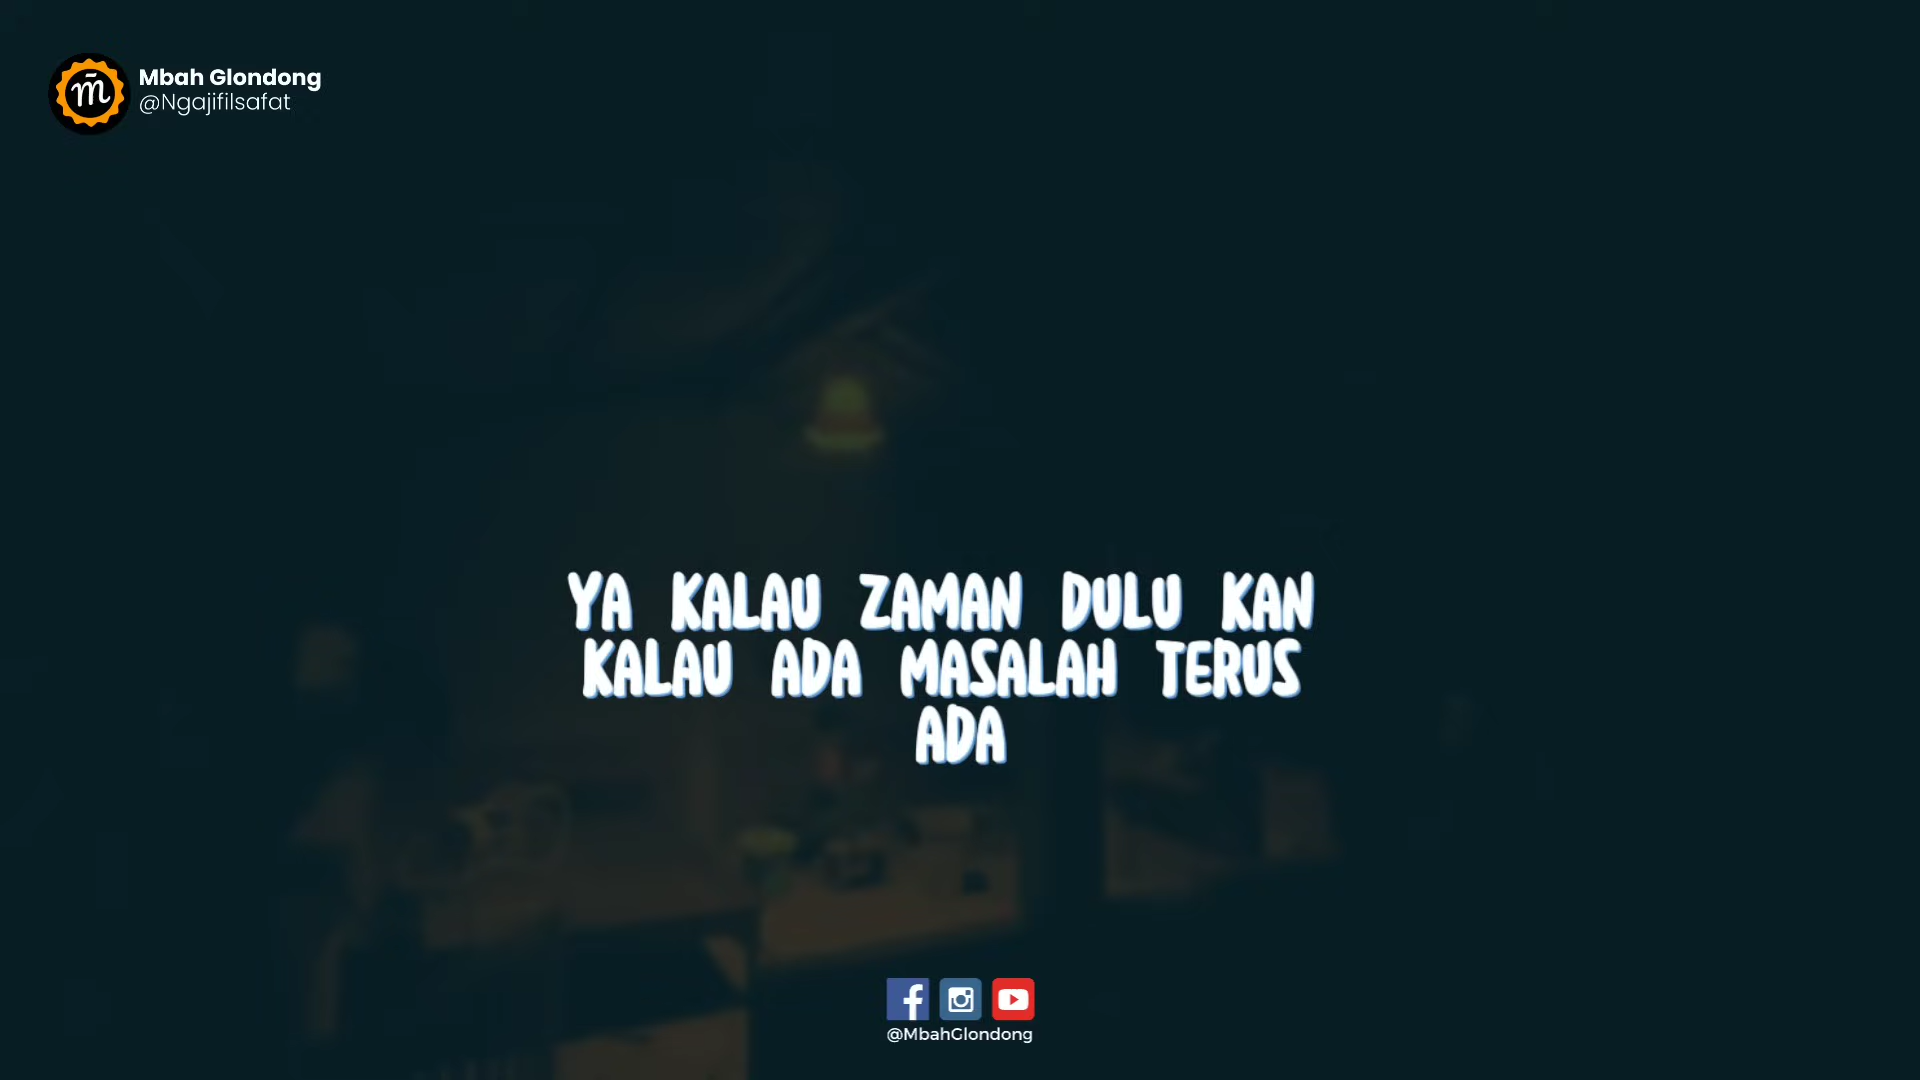 Mbah Glondong
@Ngajifilsafat
YA KALAU ZAMAN DULU KAN
KALAU ADA MASALAH TERUS
ADA
@MbahGlondong